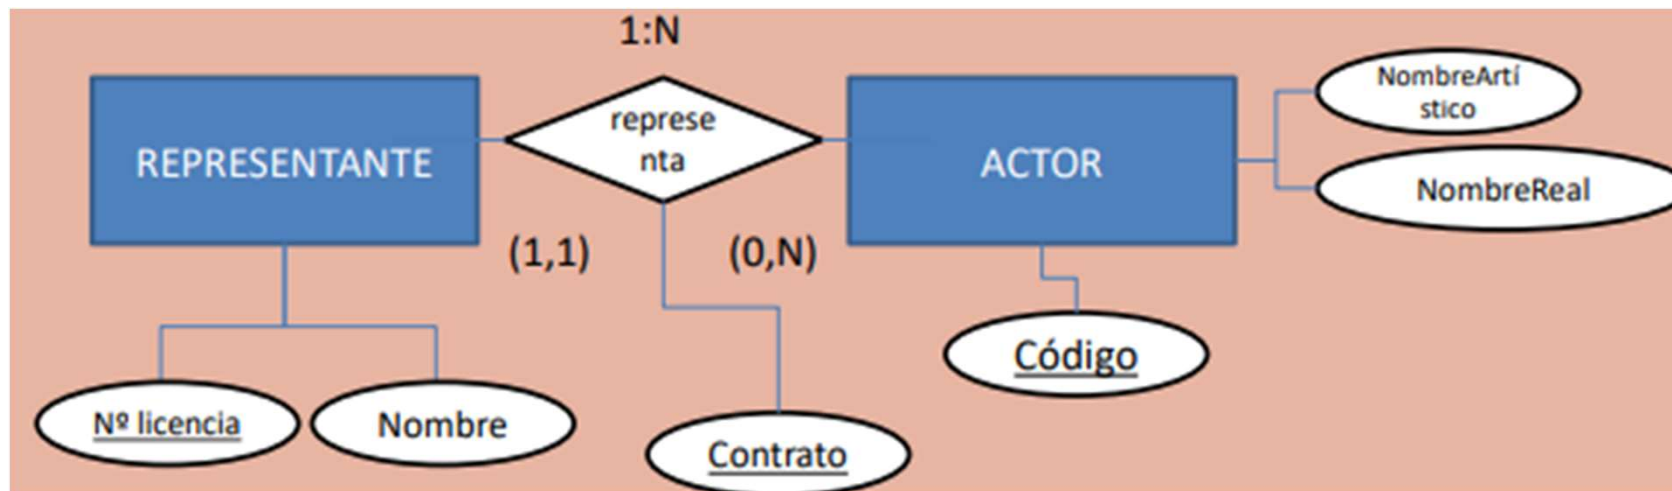 1:N
REPRESENTANTE
represe
nta
ACTOR
NombreArtí
stico
NombreReal
(1,1)
(0,N)
Nº licencia
Nombre
Contrato
Código